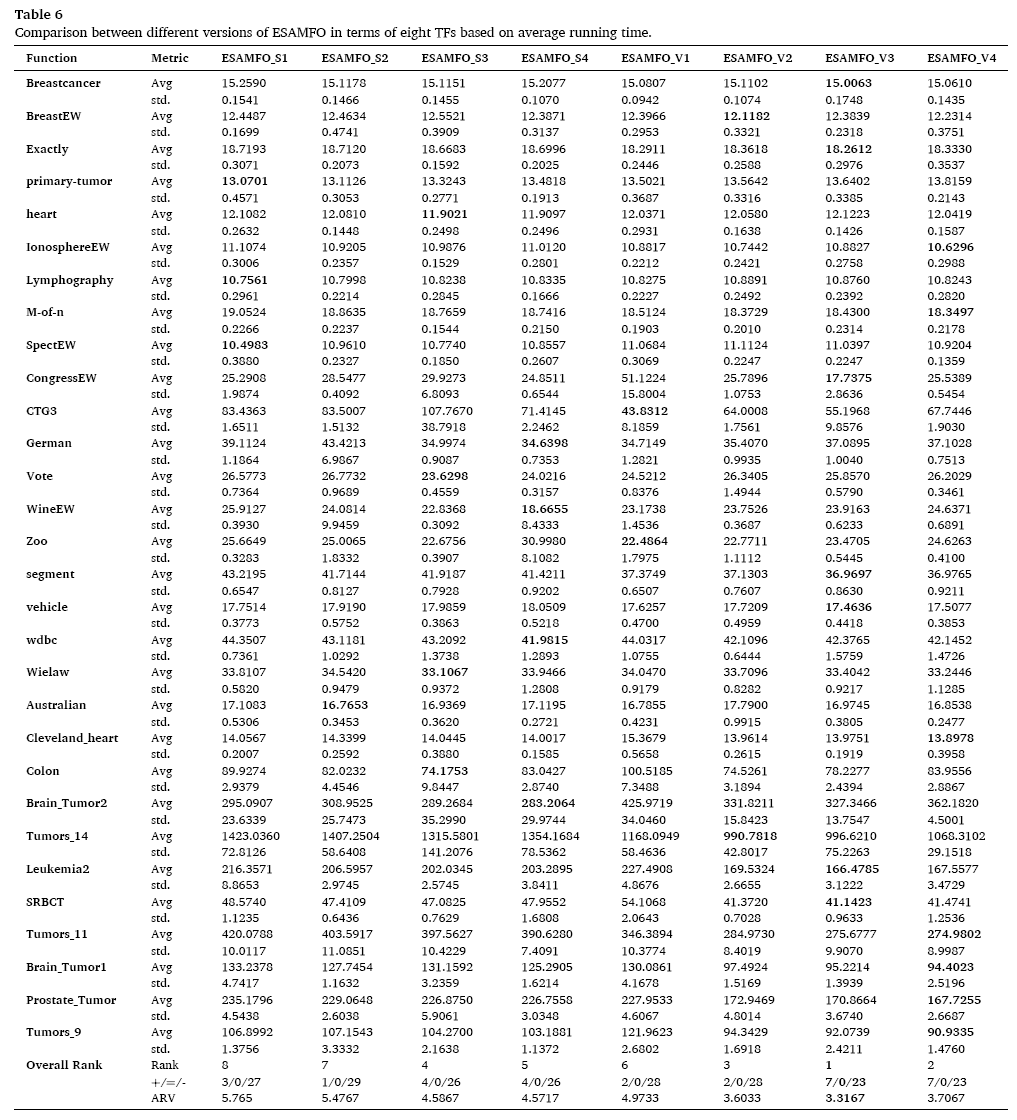 Table 6
Comparison between different versions of ESAMFO in terms of eight TFs based on average running time.
Function Metric ESAMFO_S1 ESAMFO_S2 ESAMFO_S3 ESAMFO_S4 ESAMFO_V1 ESAMFO_V2 ESAMFO_V3 ESAMFO_V4
Breastcancer Avg 15.2590 15.1178 15.1151 15.2077 15.0807 15.1102 15.0063 15.0610
std. 0.1541 0.1466 0.1455 0.1070 0.0942 0.1074 0.1748 0.1435
BreastEW Avg 12.4487 12.4634 12.5521 12.3871 12.3966 12.1182 12.3839 12.2314
std. 0.1699 0.4741 0.3909 0.3137 0.2953 0.3321 0.2318 0.3751
Exactly Avg 18.7193 18.7120 18.6683 18.6996 18.2911 18.3618 18.2612 18.3330
std. 0.3071 0.2073 0.1592 0.2025 0.2446 0.2588 0.2976 0.3537
primary-tumor Avg 13.0701 13.1126 13.3243 13.4818 13.5021 13.5642 13.6402 13.8159
std. 0.4571 0.3053 0.2771 0.1913 0.3687 0.3316 0.3385 0.2143
heart Avg 12.1082 12.0810 11.9021 11.9097 12.0371 12.0580 12.1223 12.0419
std. 0.2632 0.1448 0.2498 0.2496 0.2931 0.1638 0.1426 0.1587
IonosphereEW Avg 11.1074 10.9205 10.9876 11.0120 10.8817 10.7442 10.8827 10.6296
std. 0.3006 0.2357 0.1529 0.2801 0.2212 0.2421 0.2758 0.2988
Lymphography Avg 10.7561 10.7998 10.8238 10.8335 10.8275 10.8891 10.8760 10.8243
std. 0.2961 0.2214 0.2845 0.1666 0.2227 0.2492 0.2392 0.2820
M-of-n Avg 19.0524 18.8635 18.7659 18.7416 18.5124 18.3729 18.4300 18.3497
std. 0.2266 0.2237 0.1544 0.2150 0.1903 0.2010 0.2314 0.2178
SpectEW Avg 10.4983 10.9610 10.7740 10.8557 11.0684 11.1124 11.0397 10.9204
std. 0.3880 0.2327 0.1850 0.2607 0.3069 0.2247 0.2247 0.1359
CongressEW Avg 25.2908 28.5477 29.9273 24.8511 51.1224 25.7896 17.7375 25.5389
std. 1.9874 0.4092 6.8093 0.6544 15.8004 1.0753 2.8636 0.5454
CTG3 Avg 83.4363 83.5007 107.7670 71.4145 43.8312 64.0008 55.1968 67.7446
std. 1.6511 1.5132 38.7918 2.2462 8.1859 1.7561 9.8576 1.9030
German Avg 39.1124 43.4213 34.9974 34.6398 34.7149 35.4070 37.0895 37.1028
std. 1.1864 6.9867 0.9087 0.7353 1.2821 0.9935 1.0040 0.7513
Vote Avg 26.5773 26.7732 23.6298 24.0216 24.5212 26.3405 25.8570 26.2029
std. 0.7364 0.9689 0.4559 0.3157 0.8376 1.4944 0.5790 0.3461
WineEW Avg 25.9127 24.0814 22.8368 18.6655 23.1738 23.7526 23.9163 24.6371
std. 0.3930 9.9459 0.3092 8.4333 1.4536 0.3687 0.6233 0.6891
Zoo Avg 25.6649 25.0065 22.6756 30.9980 22.4864 22.7711 23.4705 24.6263
std. 0.3283 1.8332 0.3907 8.1082 1.7975 1.1112 0.5445 0.4100
segment Avg 43.2195 41.7144 41.9187 41.4211 37.3749 37.1303 36.9697 36.9765
std. 0.6547 0.8127 0.7928 0.9202 0.6507 0.7607 0.8630 0.9211
vehicle Avg 17.7514 17.9190 17.9859 18.0509 17.6257 17.7209 17.4636 17.5077
std. 0.3773 0.5752 0.3863 0.5218 0.4700 0.4959 0.4418 0.3853
wdbc Avg 44.3507 43.1181 43.2092 41.9815 44.0317 42.1096 42.3765 42.1452
std. 0.7361 1.0292 1.3738 1.2893 1.0755 0.6444 1.5759 1.4726
Wielaw Avg 33.8107 34.5420 33.1067 33.9466 34.0470 33.7096 33.4042 33.2446
std. 0.5820 0.9479 0.9372 1.2808 0.9179 0.8282 0.9217 1.1285
Australian Avg 17.1083 16.7653 16.9369 17.1195 16.7855 17.7900 16.9745 16.8538
std. 0.5306 0.3453 0.3620 0.2721 0.4231 0.9915 0.3805 0.2477
Cleveland_heart Avg 14.0567 14.3399 14.0445 14.0017 15.3679 13.9614 13.9751 13.8978
std. 0.2007 0.2592 0.3880 0.1585 0.5658 0.2615 0.1919 0.3958
Colon Avg 89.9274 82.0232 74.1753 83.0427 100.5185 74.5261 78.2277 83.9556
std. 2.9379 4.4546 9.8447 2.8740 7.3488 3.1894 2.4394 2.8867
Brain_Tumor2 Avg 295.0907 308.9525 289.2684 283.2064 425.9719 331.8211 327.3466 362.1820
std. 23.6339 25.7473 35.2990 29.9744 34.0460 15.8423 13.7547 4.5001
Tumors_14 Avg 1423.0360 1407.2504 1315.5801 1354.1684 1168.0949 990.7818 996.6210 1068.3102
std. 72.8126 58.6408 141.2076 78.5362 58.4636 42.8017 75.2263 29.1518
Leukemia2 Avg 216.3571 206.5957 202.0345 203.2895 227.4908 169.5324 166.4785 167.5577
std. 8.8653 2.9745 2.5745 3.8411 4.8676 2.6655 3.1222 3.4729
SRBCT Avg 48.5740 47.4109 47.0825 47.9552 54.1068 41.3720 41.1423 41.4741
std. 1.1235 0.6436 0.7629 1.6808 2.0643 0.7028 0.9633 1.2536
Tumors_11 Avg 420.0788 403.5917 397.5627 390.6280 346.3894 284.9730 275.6777 274.9802
std. 10.0117 11.0851 10.4229 7.4091 10.3774 8.4019 9.9070 8.9987
Brain_Tumor1 Avg 133.2378 127.7454 131.1592 125.2905 130.0861 97.4924 95.2214 94.4023
std. 4.7417 1.1632 3.2359 1.6214 4.1678 1.5169 1.3939 2.5196
Prostate_Tumor Avg 235.1796 229.0648 226.8750 226.7558 227.9533 172.9469 170.8664 167.7255
std. 4.5438 2.6038 5.9061 3.0348 4.6067 4.8014 3.6740 2.6687
Tumors_9 Avg 106.8992 107.1543 104.2700 103.1881 121.9623 94.3429 92.0739 90.9335
std. 1.3756 3.3332 2.1638 1.1372 2.6802 1.6918 2.4211 1.4760
Overall Rank Rank 8 7 4 5 6 3 1 2
+/=/- 3/0/27 1/0/29 4/0/26 4/0/26 2/0/28 2/0/28 7/0/23 7/0/23
ARV 5.765 5.4767 4.5867 4.5717 4.9733 3.6033 3.3167 3.7067